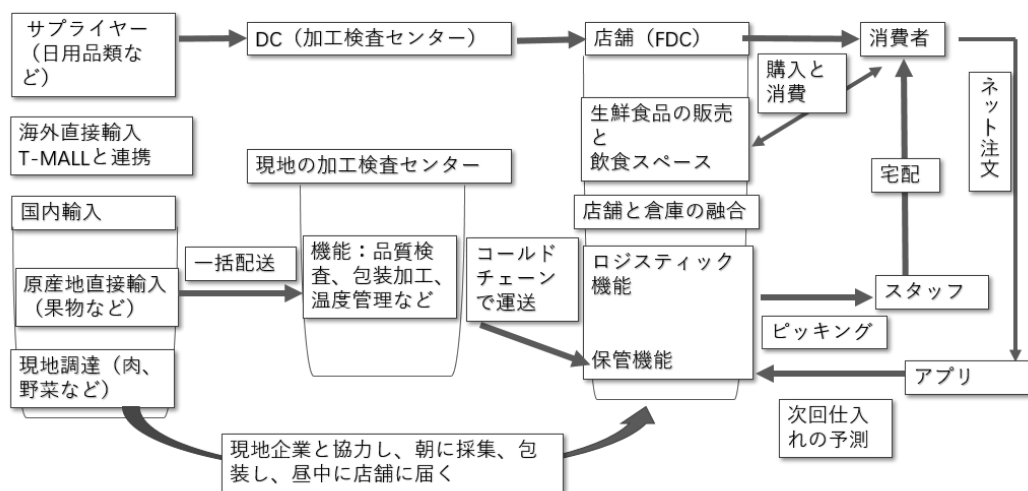 サプライヤー
（日用品類な
ど）
DC（加工検査センター）
店舗（FDC）
消費者
購入と
消費
ネット注文
海外直接輸入
T-MALLと連携
現地の加工検査センター
生鮮食品の販売
と
飲食スペース
宅配
国内輸入
店舗と倉庫の融合
一括配送
機能：品質検
査、包装加工、
温度管理など
コールド
チェーン
で運送
ロジスティック
機能
原産地直接輸入
（果物など）
スタッフ
ピッキング
保管機能
現地調達（肉、
野菜など）
アプリ
次回仕入
れの予測
現地企業と協力し、朝に採集、包
装し、昼中に店舗に届く